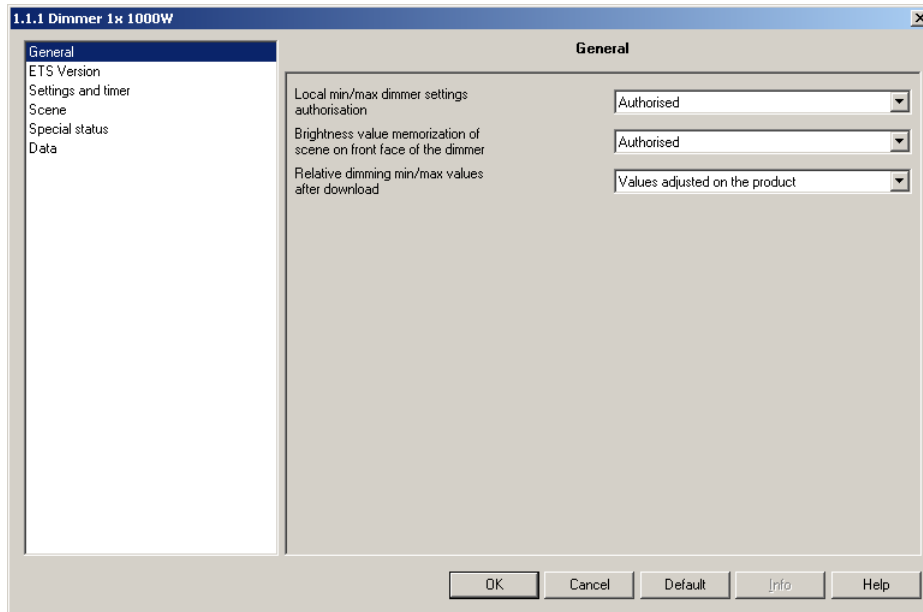 1.1.1 Dimmer 1x 1000W
General
ETS Version
Settings and timer
Scene
Special status
Data
General
Local min/max dimmer settings
authorisation
Authorised
Brightness value memorization of
scene on front face of the dimmer
Authorised
Relative dimming min/max values
after download
Values adjusted on the product
OK
Cancel
Default
Info
Help